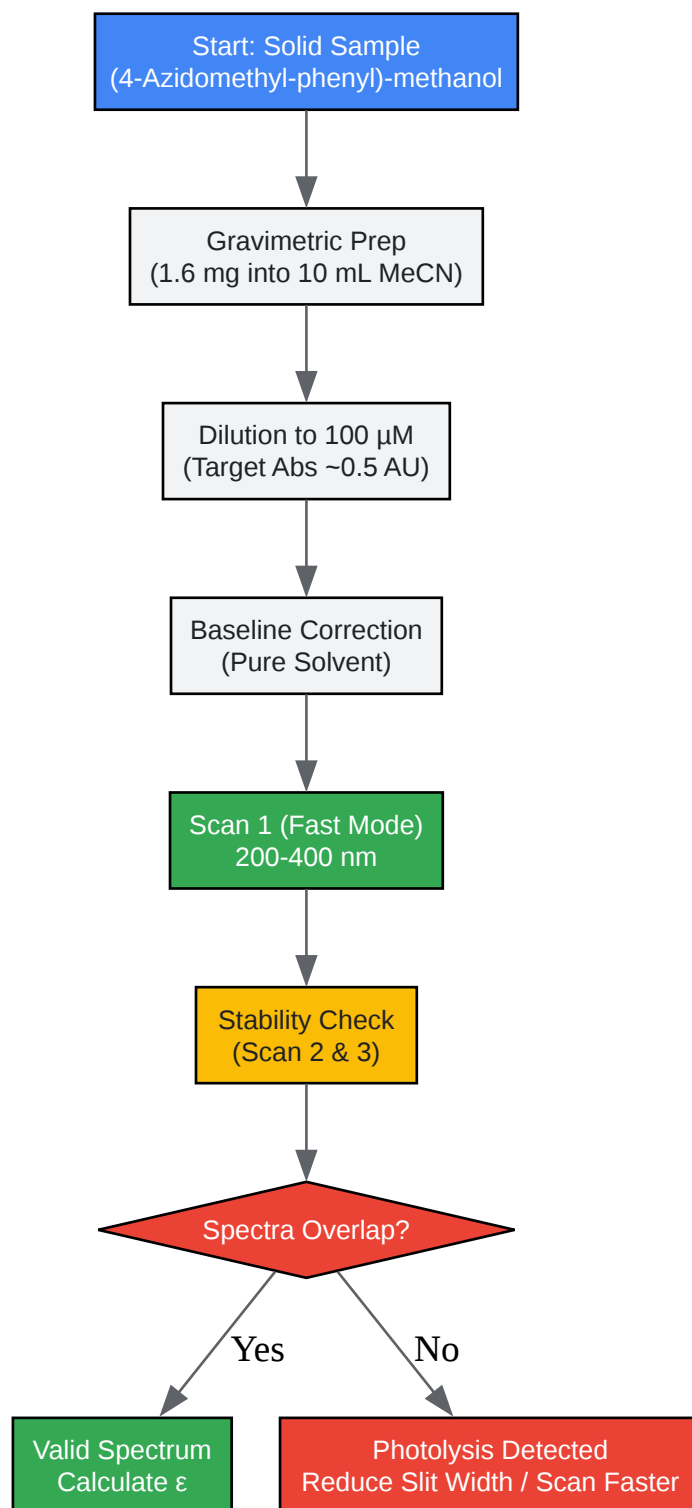 Start: Solid Sample
(4-Azidomethyl-phenyl)-methanol
Gravimetric Prep
(1.6 mg into 10 mL MeCN)
Dilution to 100 µM
(Target Abs ~0.5 AU)
Baseline Correction
(Pure Solvent)
Scan 1 (Fast Mode)
200-400 nm
Stability Check
(Scan 2 & 3)
Spectra Overlap?
Yes
No
Valid Spectrum
Calculate ε
Photolysis Detected
Reduce Slit Width / Scan Faster